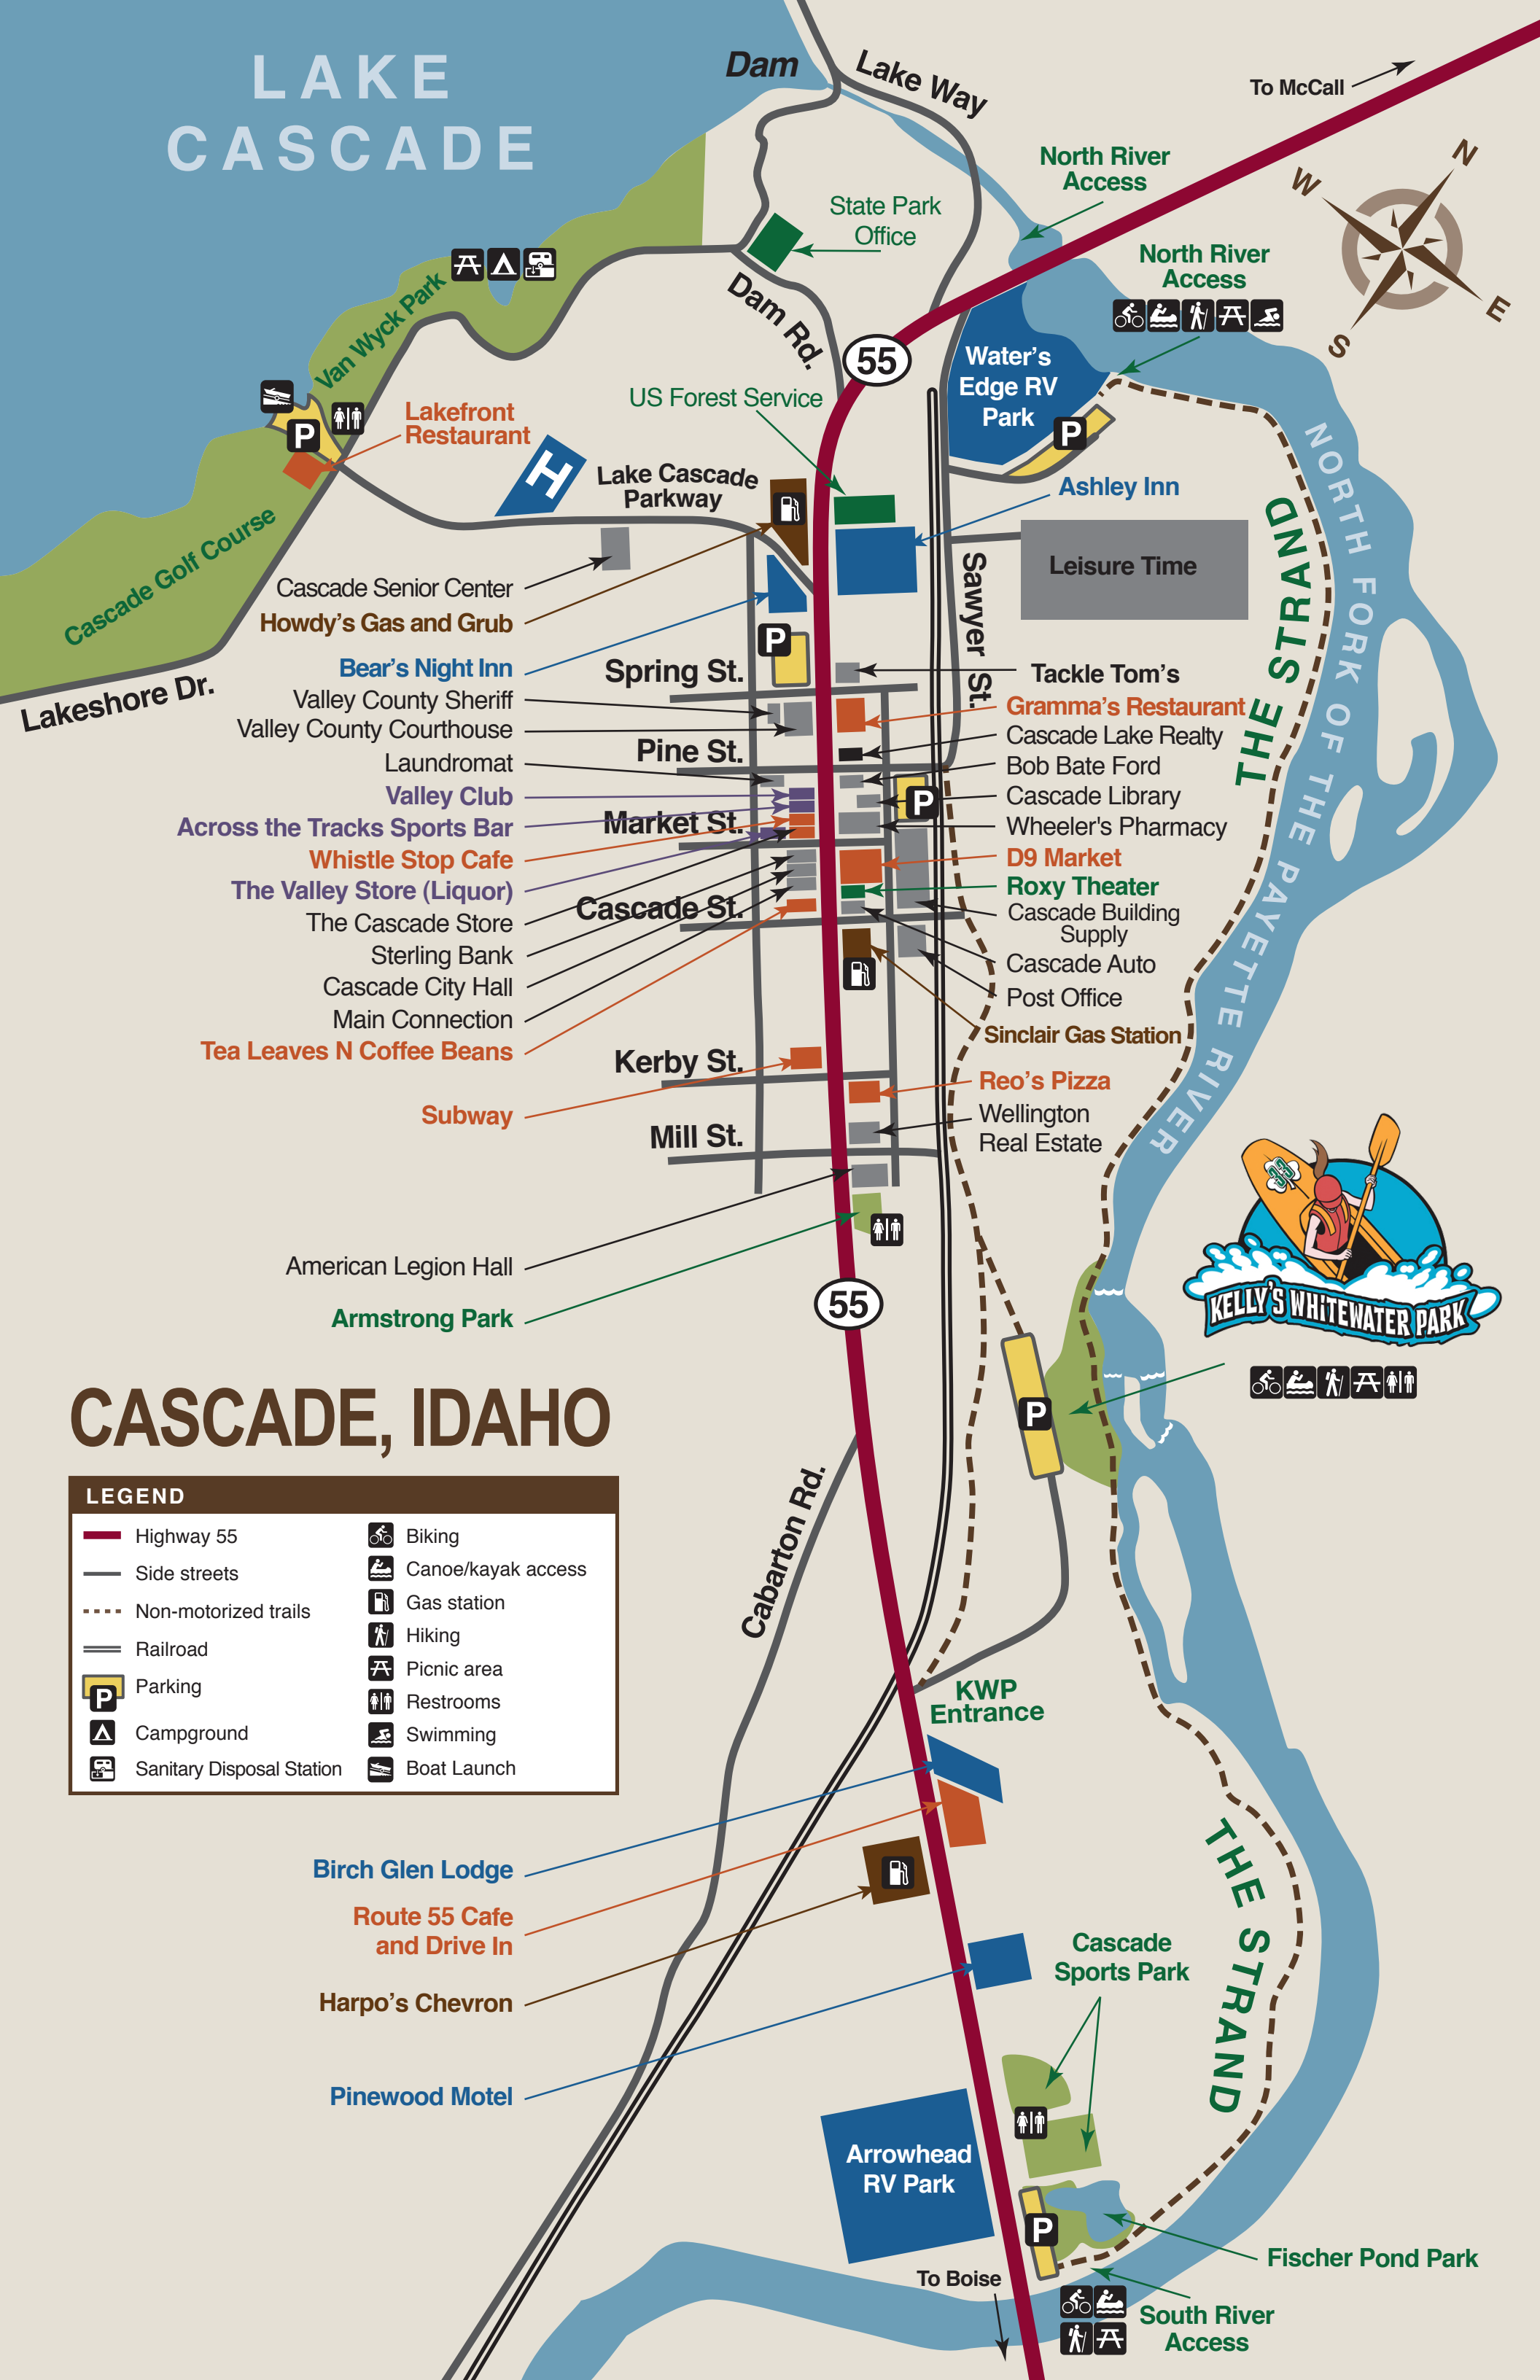 LAKE
CASCADE
Dam
Lake Way
To McCall
N
W
E
S
North River
Access
State Park
Office
North River
Access
Van Wyck Park
Dam Rd.
55
Water's
Edge RV
Park
P
US Forest Service
Lakefront
Restaurant
P
H
Lake Cascade
Parkway
Ashley Inn
Leisure Time
Cascade Golf Course
Lakeshore Dr.
Sawyer St.
THE STRAND
NORTH FORK OF THE PAYETTE RIVER
Cascade Senior Center
Howdy's Gas and Grub
Bear's Night Inn
Valley County Sheriff
Valley County Courthouse
Laundromat
Valley Club
Across the Tracks Sports Bar
Whistle Stop Cafe
The Valley Store (Liquor)
The Cascade Store
Sterling Bank
Cascade City Hall
Main Connection
Tea Leaves N Coffee Beans
Subway
American Legion Hall
Armstrong Park
P
Spring St.
Pine St.
Market St.
Cascade St.
Kerby St.
Mill St.
Tackle Tom's
Gramma's Restaurant
Cascade Lake Realty
Bob Bate Ford
Cascade Library
P
Wheeler's Pharmacy
D9 Market
Roxy Theater
Cascade Building
Supply
Cascade Auto
Post Office
Sinclair Gas Station
Reo's Pizza
Wellington
Real Estate
55
33
KELLY'S WHITEWATER PARK
P
CASCADE, IDAHO
LEGEND
Highway 55
Side streets
Non-motorized trails
Railroad
P
Parking
Campground
Sanitary Disposal Station
Biking
Canoe/kayak access
Gas station
Hiking
Picnic area
Restrooms
Swimming
Boat Launch
Cabarton Rd.
KWP
Entrance
Birch Glen Lodge
Route 55 Cafe
and Drive In
Harpo's Chevron
Pinewood Motel
Cascade
Sports Park
THE STRAND
Arrowhead
RV Park
P
Fischer Pond Park
To Boise
South River
Access